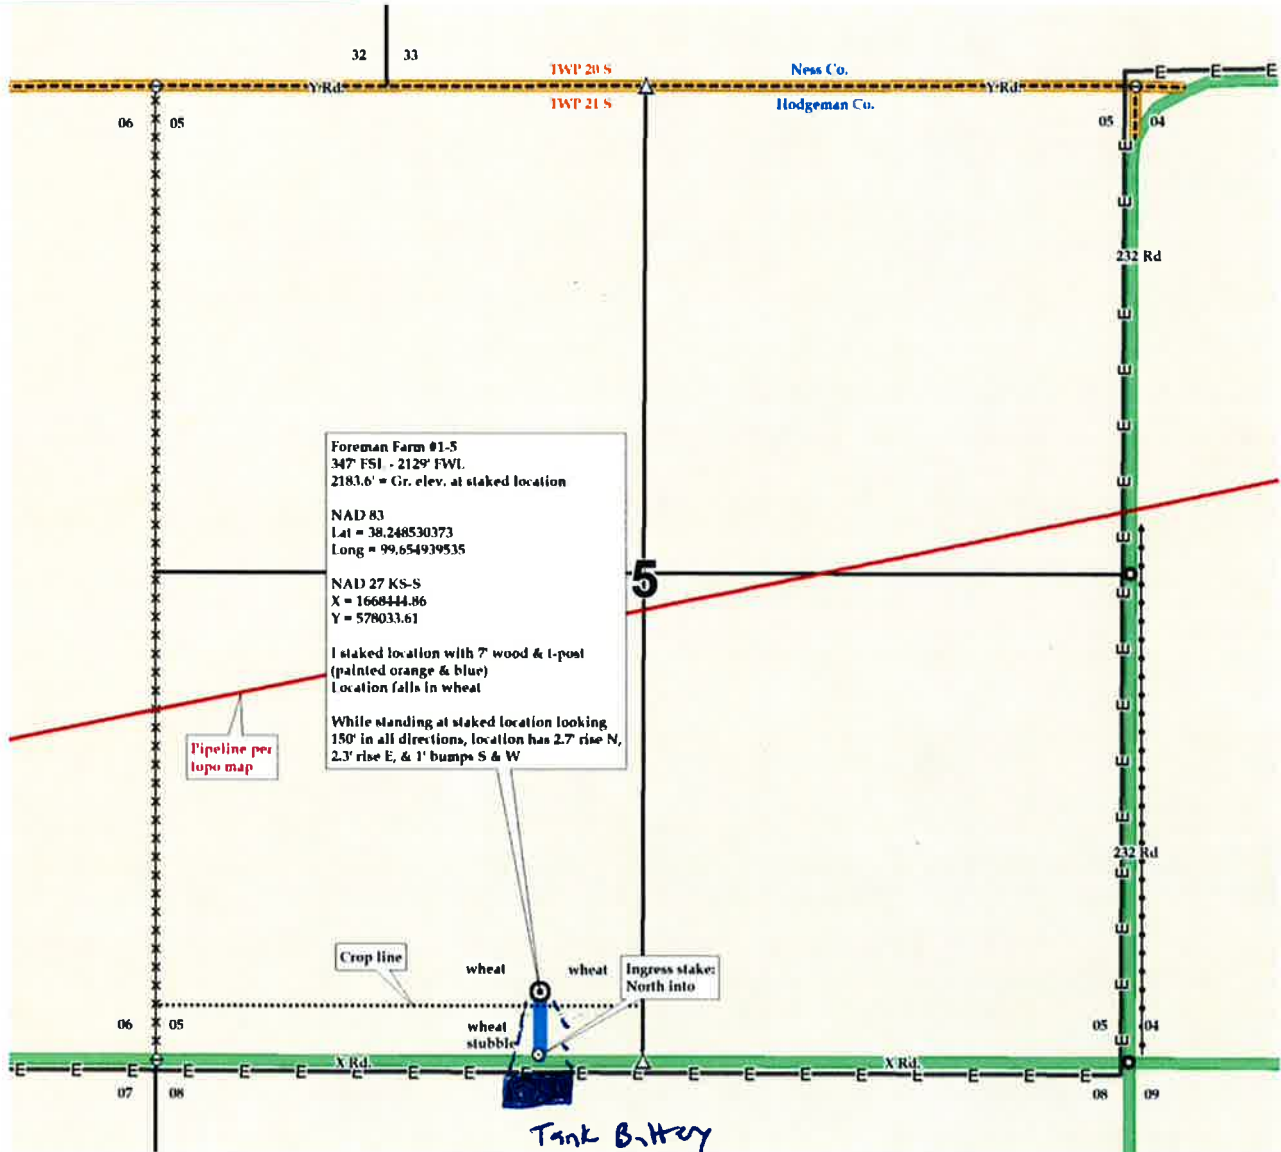 32 33
TWP 20 S
Ness Co.
E E E
Y Rd.
Y Rd.
TWP 21 S
Hodgeman Co.
06 05
05 04
E
E
232 Rd
E
E
E
E
E
Foreman Farm #1-5
347' FSL - 2129' FWL
2183.6' = Gr. elev. at staked location
NAD 83
Lat = 38.248530373
Long = 99.654939535
NAD 27 KS-S
X = 1668444.86
Y = 578033.61
I staked location with 7' wood & t-post
(painted orange & blue)
Location falls in wheat
While standing at staked location looking
150' in all directions, location has 2.7' rise N,
2.3' rise E, & 1' bumps S & W
5
E
E
E
Pipeline per
topo map
E
E
232 Rd
E
E
Crop line
wheat
wheat
Ingress stake:
North into
E
06 05
wheat
stubble
05 04
E
X Rd.
X Rd.
E E E E E E E E E E E E E E E E E E E E
07 08
08 09
Tank Battery